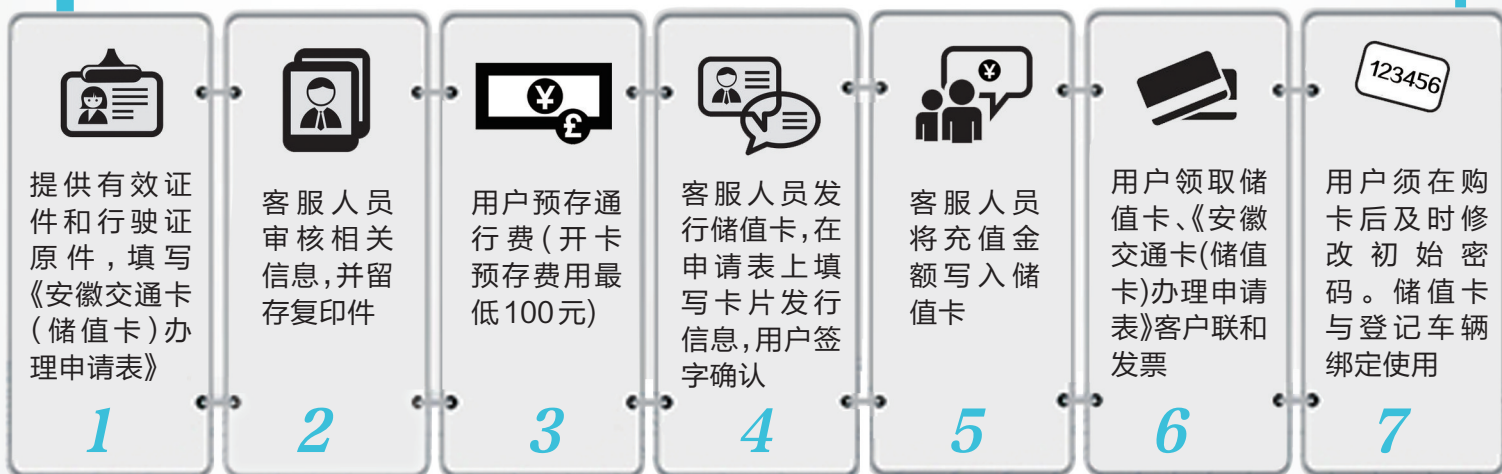 提供有效证
件和行驶证
原件,填写
《安徽交通卡
(储值卡)办
理申请表》
1
客服人员
审核相关
信息,并留
存复印件
2
¥
£
用户预存通
行费(开卡
预存费用最
低100元)
3
客服人员发
行储值卡,在
申请表上填
写卡片发行
信息,用户签
字确认
4
¥
客服人员
将充值金
额写入储
值卡
5
用户领取储
值卡、《安徽
交通卡(储值
卡)办理申请
表》客户联和
发票
6
123456
用户须在购
卡后及时修
改初始密
码。储值卡
与登记车辆
绑定使用
7